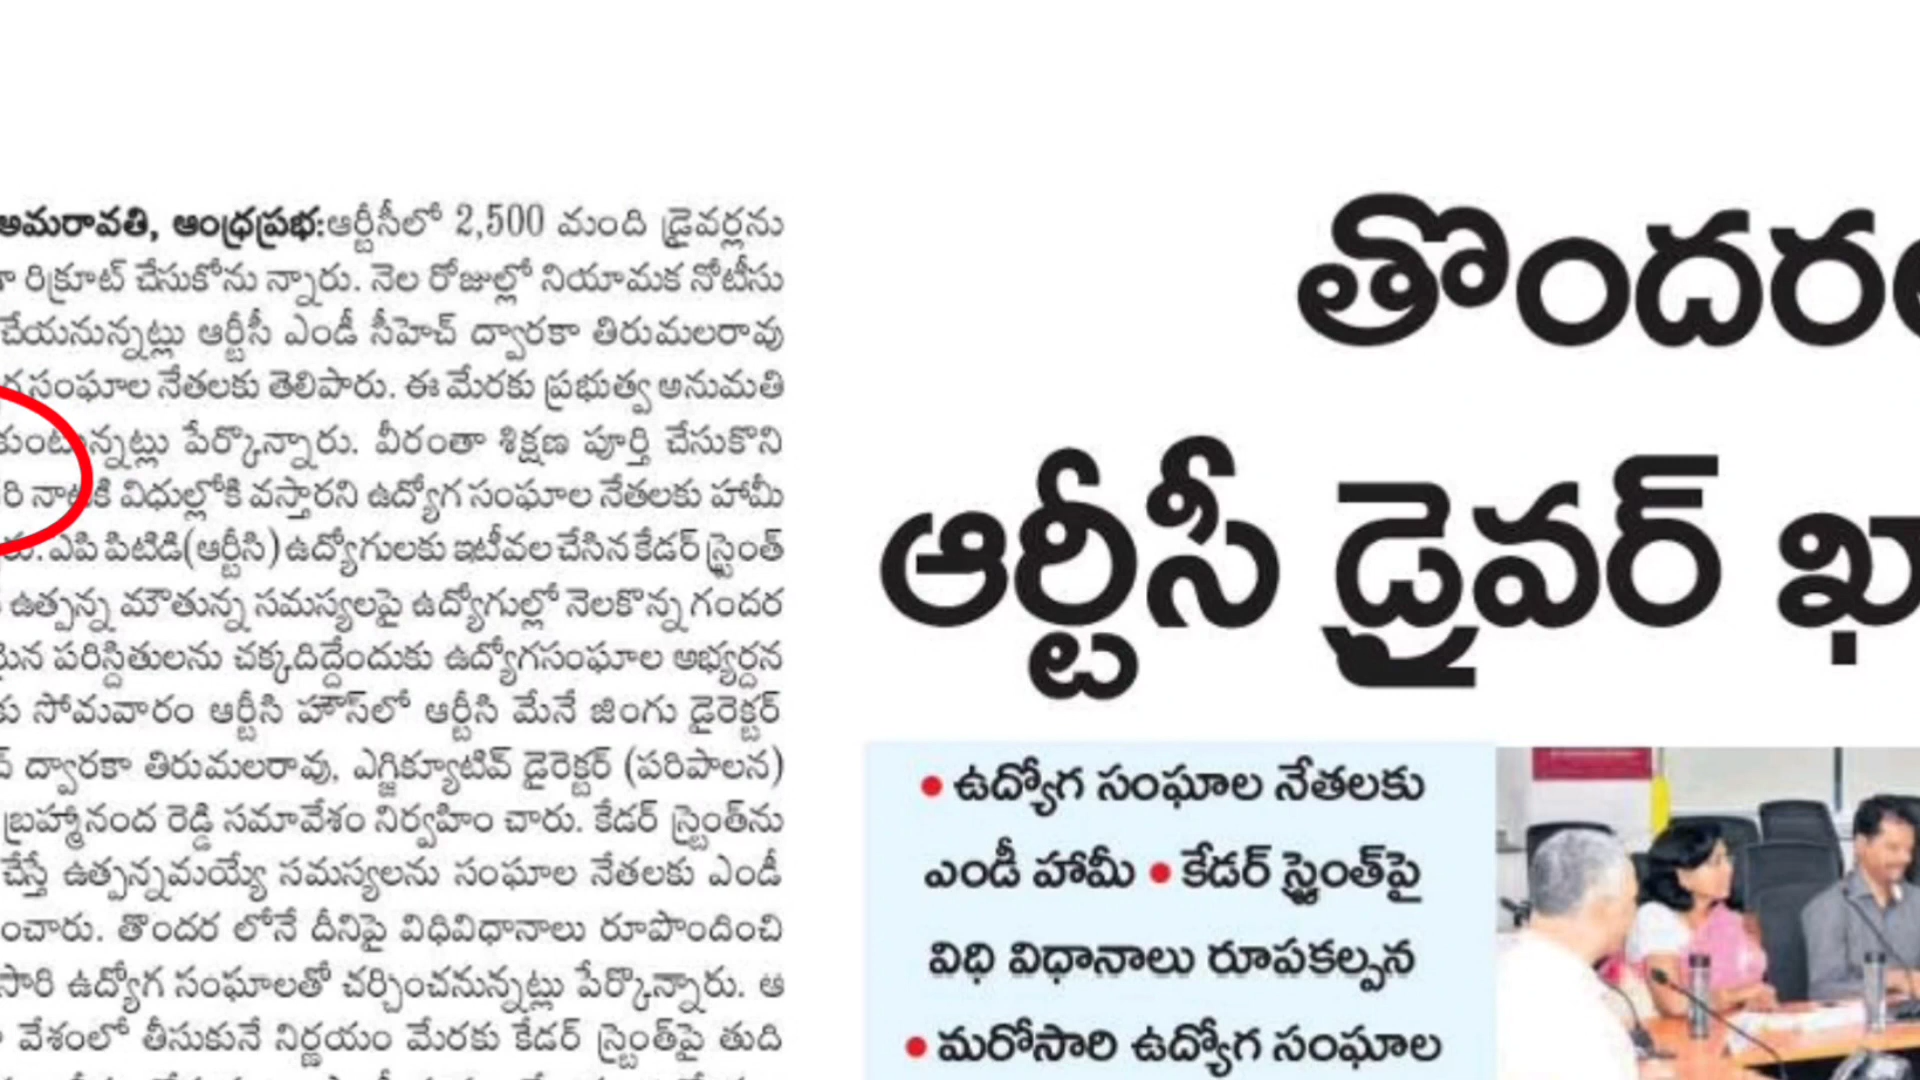 అమరావతి, ఆంధ్రప్రభ:ఆర్టీసీలో 2,500 మంది డ్రైవర్లను
రిక్రూట్ చేసుకోను న్నారు. నెల రోజుల్లో నియామక నోటీసు
చేయనున్నట్లు ఆర్టీసీ ఎండీ సీహెచ్ ద్వారకా తిరుమలరావు
సంఘాల నేతలకు తెలిపారు. ఈ మేరకు ప్రభుత్వ అనుమతి
పేర్కొన్నారు. వీరంతా శిక్షణ పూర్తి చేసుకొని
విధుల్లోకి వస్తారని ఉద్యోగ సంఘాల నేతలకు హామీ
ఏపి పిటిడి(ఆర్టీసి) ఉద్యోగులకు ఇటీవల చేసిన కేడర్ స్ట్రెంత్
ఉత్పన్న మౌతున్న సమస్యలపై ఉద్యోగుల్లో నెలకొన్న గందర
పరిస్దితులను చక్కదిద్దేందుకు ఉద్యోగసంఘాల అభ్యర్దన
సోమవారం ఆర్టీసి హౌస్‌లో ఆర్టీసి మేనే జింగు డైరెక్టర్
ద్వారకా తిరుమలరావు, ఎగ్జిక్యూటివ్ డైరెక్టర్ (పరిపాలన)
బ్రహ్మానంద రెడ్డి సమావేశం నిర్వహిం చారు. కేడర్ స్ట్రెంత్‌ను
చేస్తే ఉత్పన్నమయ్యే సమస్యలను సంఘాల నేతలకు ఎండీ
తొందర లోనే దీనిపై విధివిధానాలు రూపొందించి
ఉద్యోగ సంఘాలతో చర్చించనున్నట్లు పేర్కొన్నారు. ఆ
వేశంలో తీసుకునే నిర్ణయం మేరకు కేడర్ స్ట్రెంత్‌పై తుది
తొందర
ఆర్టీసీ డ్రైవర్ ఖా
• ఉద్యోగ సంఘాల నేతలకు
ఎండీ హామీ • కేడర్ స్ట్రెంత్‌పై
విధి విధానాలు రూపకల్పన
• మరోసారి ఉద్యోగ సంఘాల